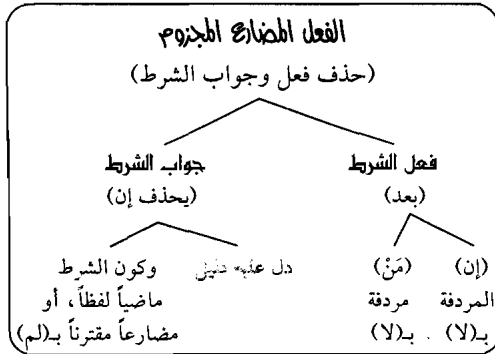 الفعل المضارع المجزوم
(حذف فعل وجواب الشرط)
فعل الشرط
(بعد)
جواب الشرط
(يحذف إن)
(إن)
المردفة
بـ(لا)
(مَنْ)
مردفة
بـ(لا)
دل عليه دليل
وكون الشرط
ماضياً لفظاً، أو
مضارعاً مقترناً بـ(لم)